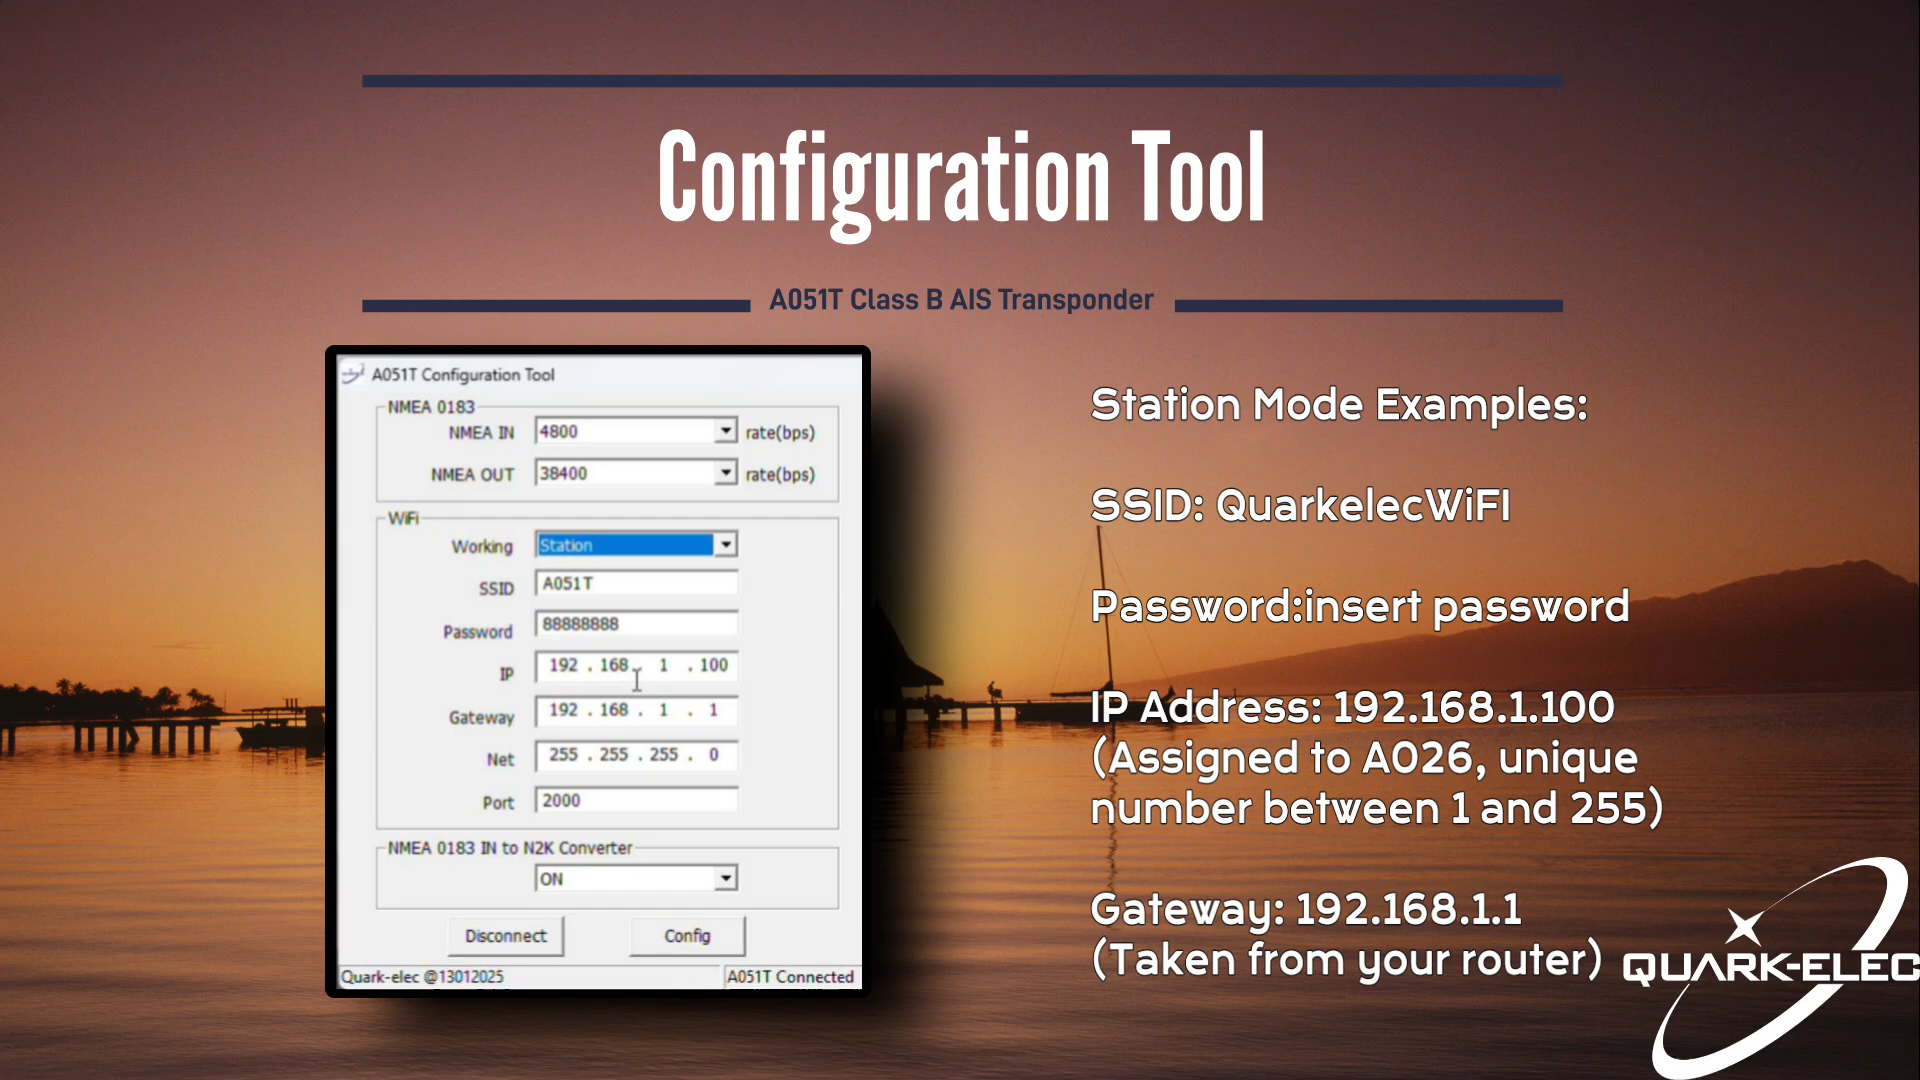 Configuration Tool
A051T Class B AIS Transponder
A051T Configuration Tool
NMEA 0183
NMEA IN 4800 rate(bps)
NMEA OUT 38400 rate(bps)
WiFi
Working Station
SSID A051T
Password 88888888
IP 192 . 168 . 1 . 100
Gateway 192 . 168 . 1 . 1
Net 255 . 255 . 255 . 0
Port 2000
NMEA 0183 IN to N2K Converter
ON
Disconnect Config
Quark-elec @13012025 A051T Connected
Station Mode Examples:
SSID: QuarkelecWiFI
Password:insert password
IP Address: 192.168.1.100
(Assigned to A026, unique
number between 1 and 255)
Gateway: 192.168.1.1
(Taken from your router)
QUARK-ELEC